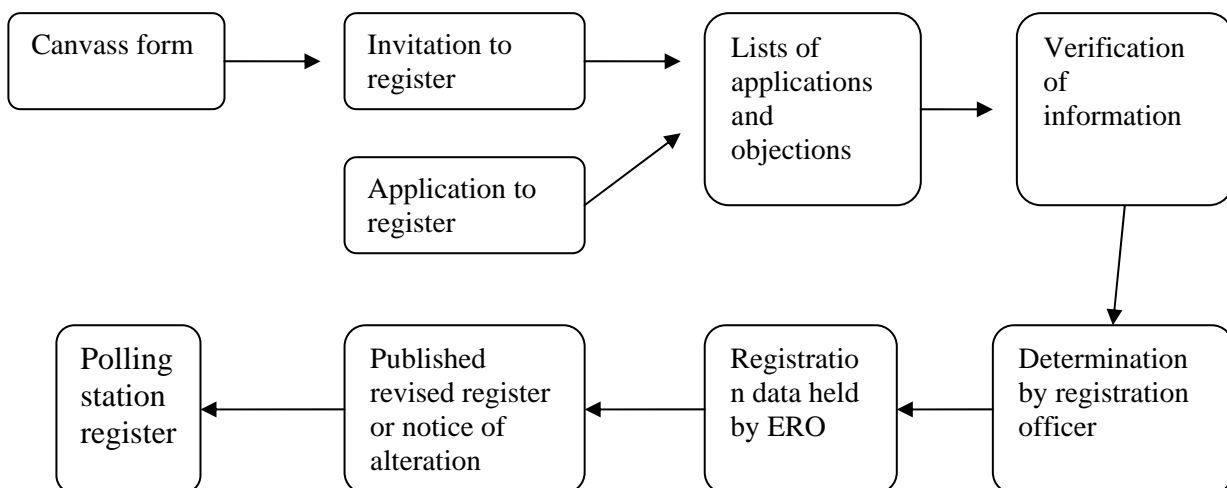 Canvass form
Invitation to
register
Application to
register
Lists of
applications
and
objections
Verification
of
information
Determination
by registration
officer
Registratio
n data held
by ERO
Published
revised register
or notice of
alteration
Polling
station
register